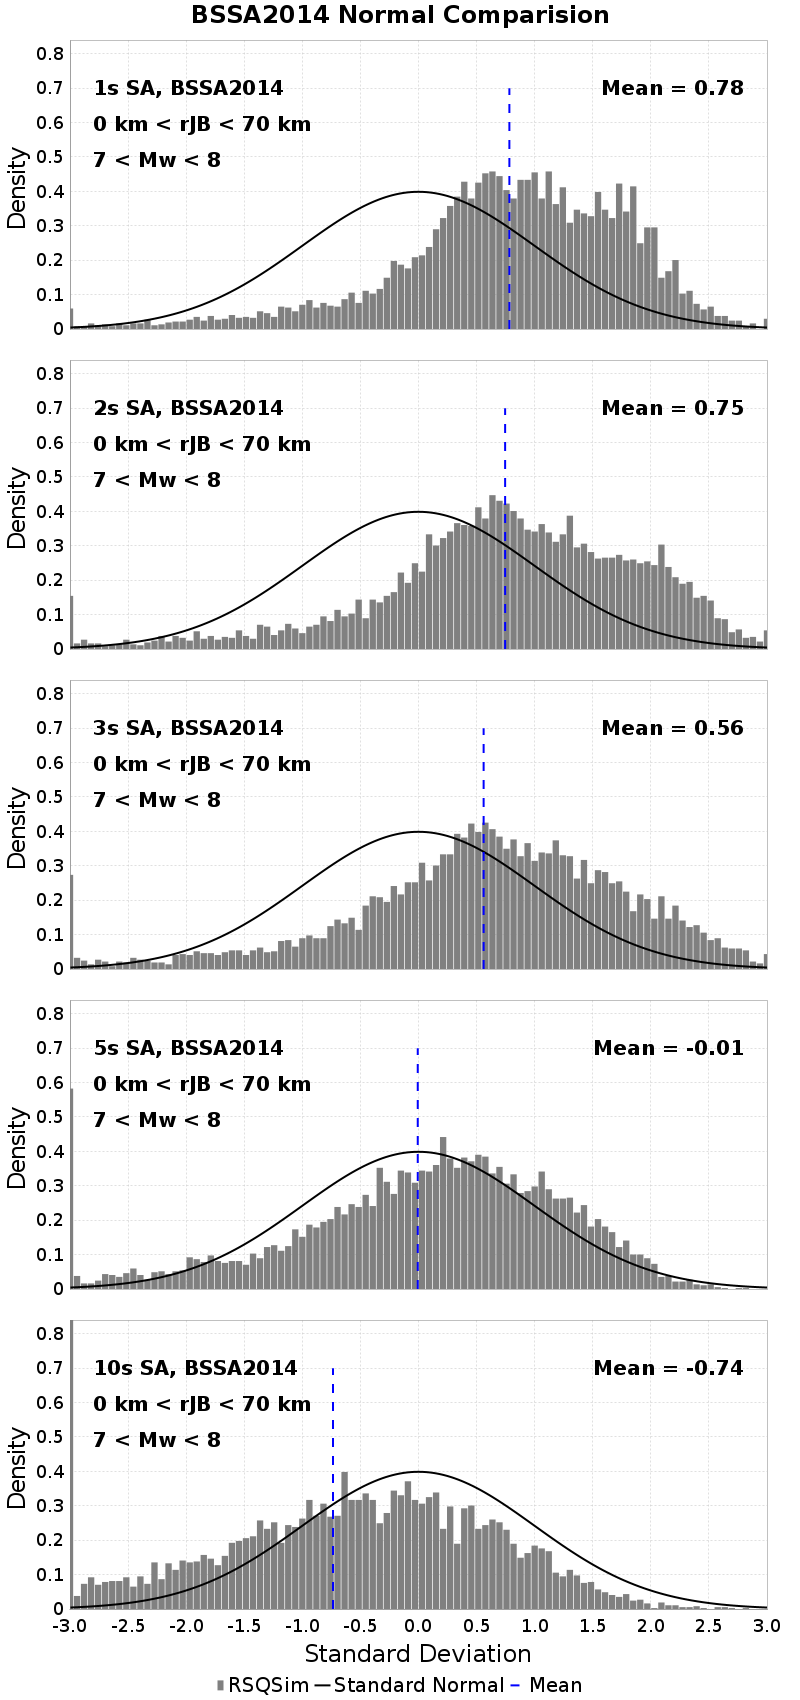 BSSA2014 Normal Comparision
0.8
0.7
0.6
0.5
0.4
0.3
0.2
0.1
0
Density
1s SA, BSSA2014
0 km < rJB < 70 km
7 < Mw < 8
Mean = 0.78
0.8
0.7
0.6
0.5
0.4
0.3
0.2
0.1
0
Density
2s SA, BSSA2014
0 km < rJB < 70 km
7 < Mw < 8
Mean = 0.75
0.8
0.7
0.6
0.5
0.4
0.3
0.2
0.1
0
Density
3s SA, BSSA2014
0 km < rJB < 70 km
7 < Mw < 8
Mean = 0.56
0.8
0.7
0.6
0.5
0.4
0.3
0.2
0.1
0
Density
5s SA, BSSA2014
0 km < rJB < 70 km
7 < Mw < 8
Mean = -0.01
0.8
0.7
0.6
0.5
0.4
0.3
0.2
0.1
0
Density
10s SA, BSSA2014
0 km < rJB < 70 km
7 < Mw < 8
Mean = -0.74
-3.0 -2.5 -2.0 -1.5 -1.0 -0.5 0.0 0.5 1.0 1.5 2.0 2.5 3.0
Standard Deviation
RSQSim Standard Normal Mean